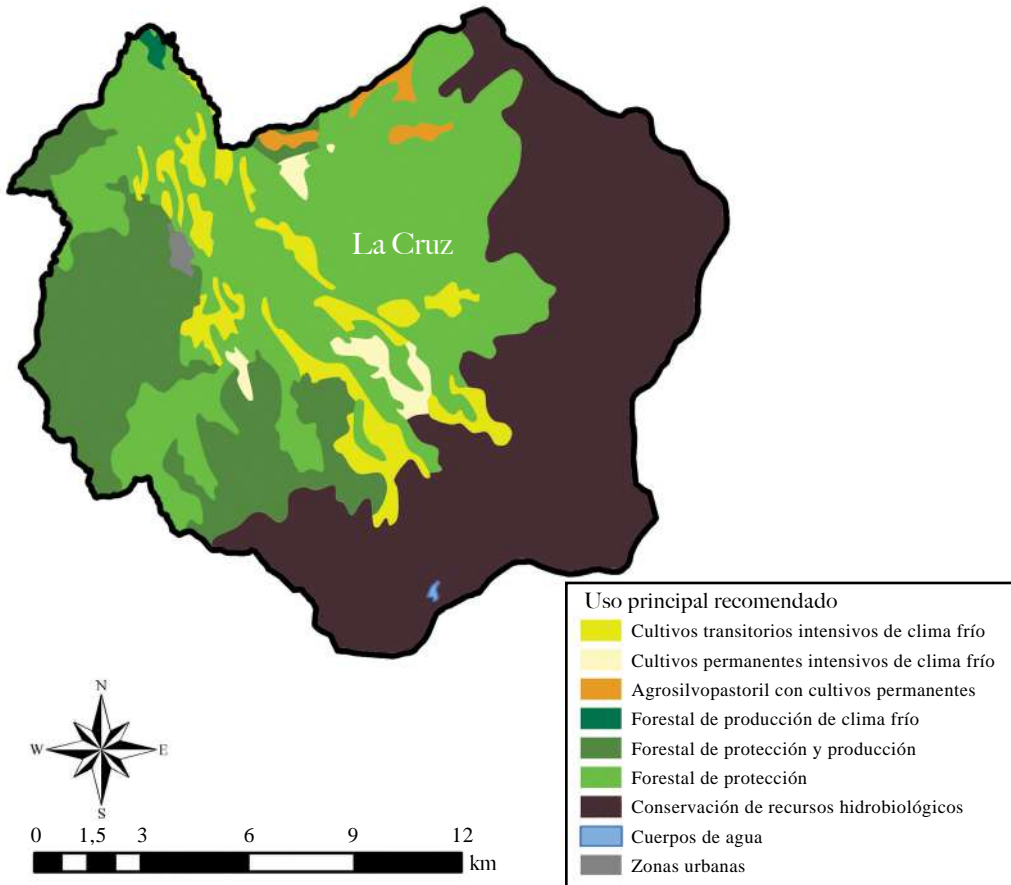 La Cruz
Uso principal recomendado
Cultivos transitorios intensivos de clima frío
Cultivos permanentes intensivos de clima frío
Agrosilvopastoril con cultivos permanentes
Forestal de producción de clima frío
Forestal de protección y producción
Forestal de protección
Conservación de recursos hidrobiológicos
Cuerpos de agua
Zonas urbanas
N
W E
S
0 1,5 3 6 9 12
km